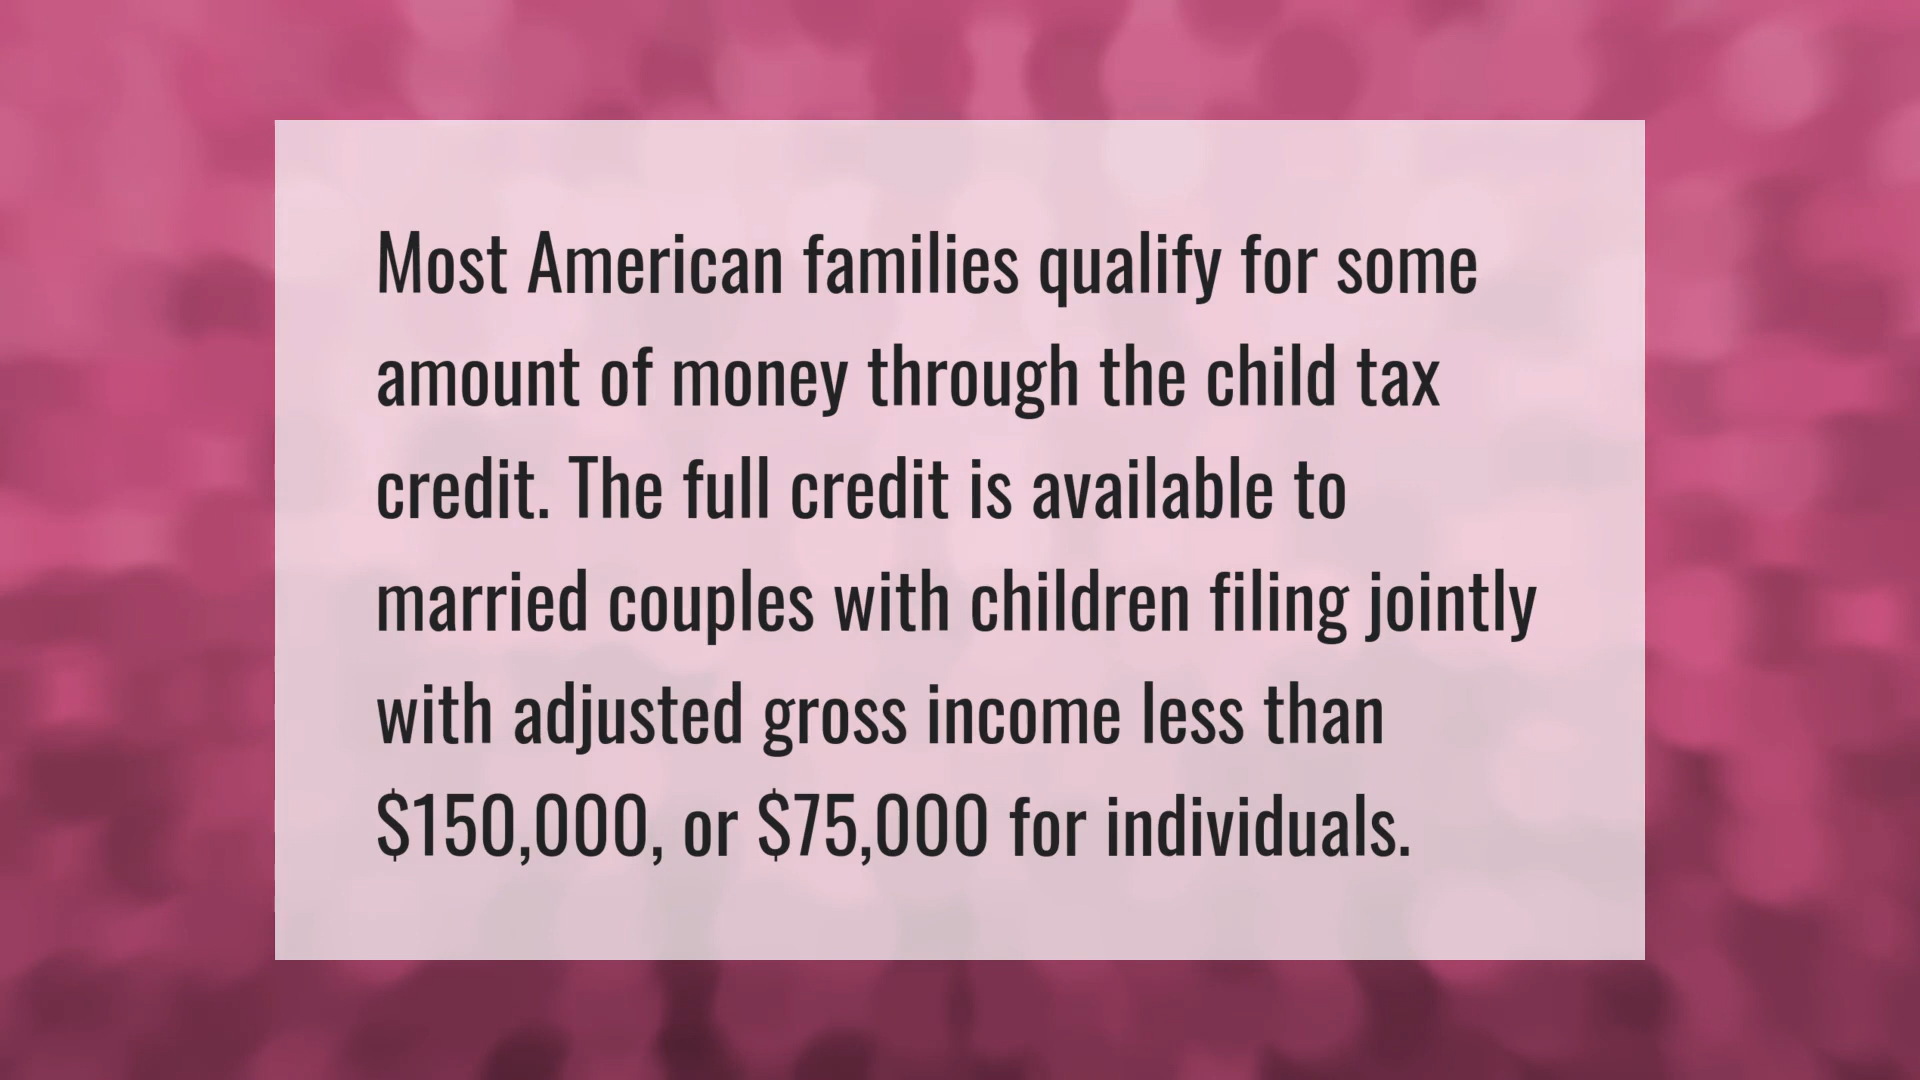 Most American families qualify for some
amount of money through the child tax
credit. The full credit is available to
married couples with children filing jointly
with adjusted gross income less than
$150,000, or $75,000 for individuals.